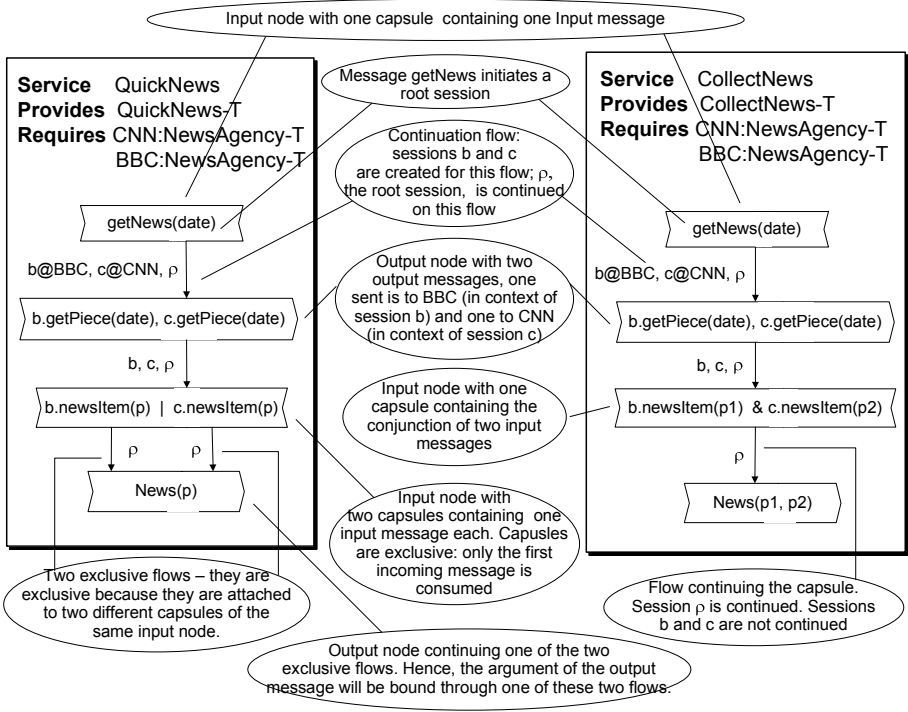 Input node with one capsule containing one Input message
Service QuickNews
Provides QuickNews-T
Requires CNN:NewsAgency-T
BBC:NewsAgency-T
getNews(date)
b@BBC, c@CNN, ρ
b.getPiece(date), c.getPiece(date)
b, c, ρ
b.newsItem(p) | c.newsItem(p)
ρ ρ
News(p)
Message getNews initiates a
root session
Continuation flow:
sessions b and c
are created for this flow; ρ,
the root session, is continued
on this flow
Output node with two
output messages, one
sent is to BBC (in context of
session b) and one to CNN
(in context of session c)
Input node with one
capsule containing the
conjunction of two input
messages
Input node with
two capsules containing one
input message each. Capusles
are exclusive: only the first
incoming message is
consumed
Service CollectNews
Provides CollectNews-T
Requires CNN:NewsAgency-T
BBC:NewsAgency-T
getNews(date)
b@BBC, c@CNN, ρ
b.getPiece(date), c.getPiece(date)
b, c, ρ
b.newsItem(p1) & c.newsItem(p2)
ρ
News(p1, p2)
Two exclusive flows – they are
exclusive because they are attached
to two different capsules of the
same input node.
Flow continuing the capsule.
Session ρ is continued. Sessions
b and c are not continued
Output node continuing one of the two
exclusive flows. Hence, the argument of the output
message will be bound through one of these two flows.